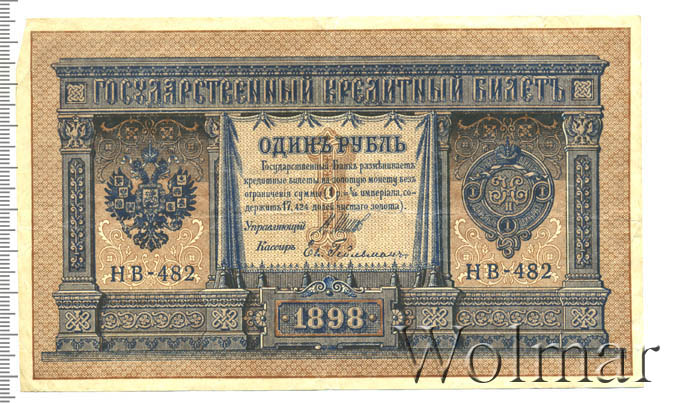 ГОСУДАРСТВЕННЫЙ КРЕДИТНЫЙ БИЛЕТЪ
ОДИНЪ РУБЛЬ
Государственный Банкъ размѣниваетъ
кредитные билеты на золотую монету безъ
ограниченія суммы (1 р. = 1/15 имперіала, со-
держитъ 17,424 долей чистаго золота).
Управляющій
Кассиръ
НВ-482
НВ-482
1898
Wolmar